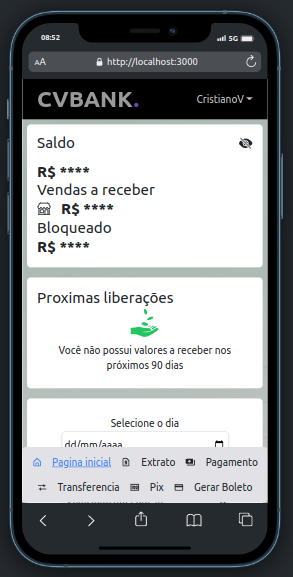 08:52
5G
AA http://localhost:3000
CVBANK.
CristianoV
Saldo
R$ ****
Vendas a receber
R$ ****
Bloqueado
R$ ****
Proximas liberações
Você não possui valores a receber nos
próximos 90 dias
Selecione o dia
dd/mm/aaaa
Pagina inicial Extrato Pagamento
Transferencia Pix Gerar Boleto